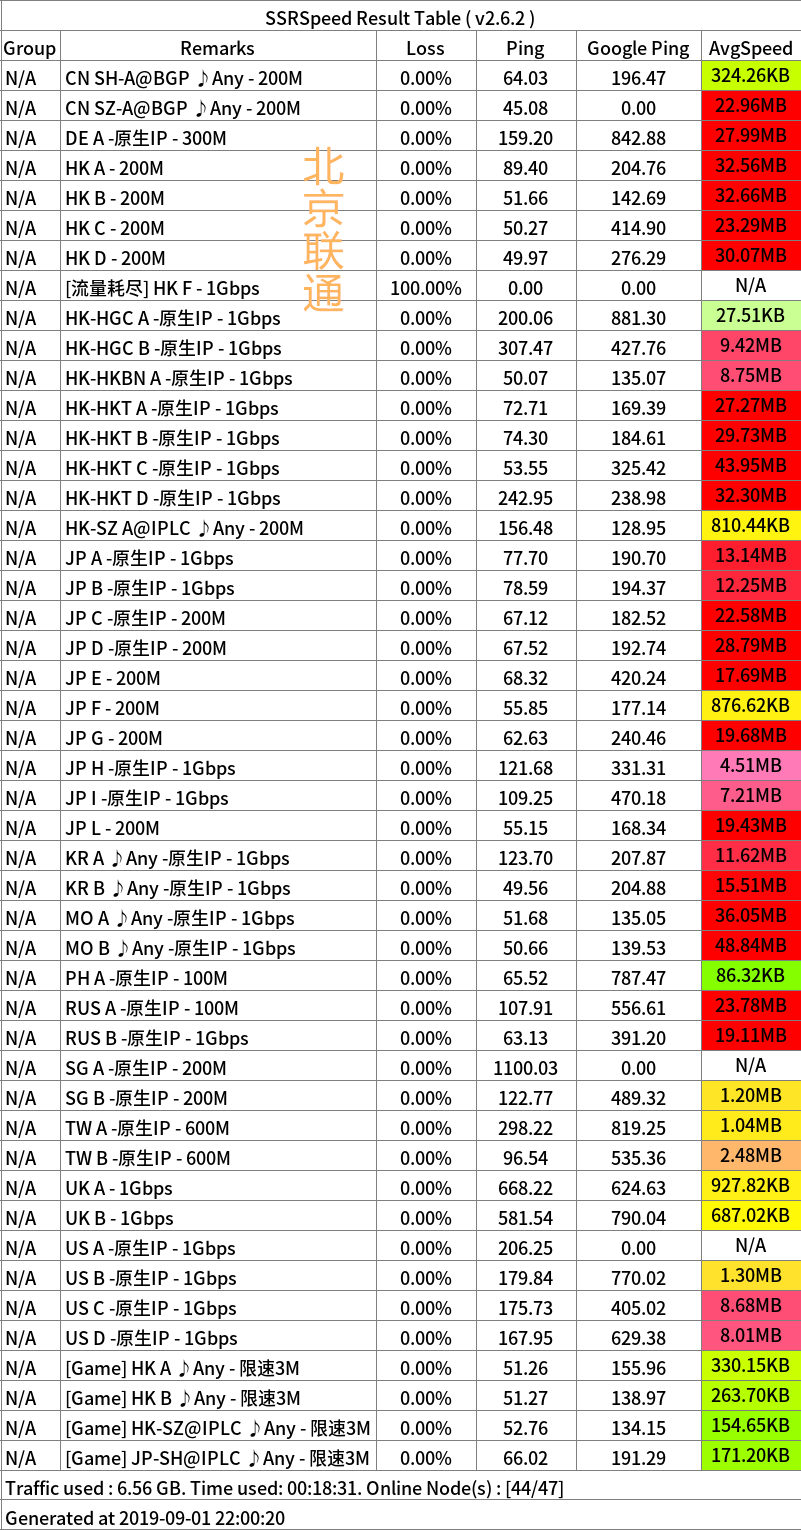 SSRSpeed Result Table ( v2.6.2 )
Group Remarks Loss Ping Google Ping AvgSpeed
N/A CN SH-A@BGP ♪Any - 200M 0.00% 64.03 196.47 324.26KB
N/A CN SZ-A@BGP ♪Any - 200M 0.00% 45.08 0.00 22.96MB
N/A DE A -原生IP - 300M 0.00% 159.20 842.88 27.99MB
N/A HK A - 200M 0.00% 89.40 204.76 32.56MB
N/A HK B - 200M 0.00% 51.66 142.69 32.66MB
N/A HK C - 200M 0.00% 50.27 414.90 23.29MB
N/A HK D - 200M 0.00% 49.97 276.29 30.07MB
N/A [流量耗尽] HK F - 1Gbps 100.00% 0.00 0.00 N/A
北京联通
N/A HK-HGC A -原生IP - 1Gbps 0.00% 200.06 881.30 27.51KB
N/A HK-HGC B -原生IP - 1Gbps 0.00% 307.47 427.76 9.42MB
N/A HK-HKBN A -原生IP - 1Gbps 0.00% 50.07 135.07 8.75MB
N/A HK-HKT A -原生IP - 1Gbps 0.00% 72.71 169.39 27.27MB
N/A HK-HKT B -原生IP - 1Gbps 0.00% 74.30 184.61 29.73MB
N/A HK-HKT C -原生IP - 1Gbps 0.00% 53.55 325.42 43.95MB
N/A HK-HKT D -原生IP - 1Gbps 0.00% 242.95 238.98 32.30MB
N/A HK-SZ A@IPLC ♪Any - 200M 0.00% 156.48 128.95 810.44KB
N/A JP A -原生IP - 1Gbps 0.00% 77.70 190.70 13.14MB
N/A JP B -原生IP - 1Gbps 0.00% 78.59 194.37 12.25MB
N/A JP C -原生IP - 200M 0.00% 67.12 182.52 22.58MB
N/A JP D -原生IP - 200M 0.00% 67.52 192.74 28.79MB
N/A JP E - 200M 0.00% 68.32 420.24 17.69MB
N/A JP F - 200M 0.00% 55.85 177.14 876.62KB
N/A JP G - 200M 0.00% 62.63 240.46 19.68MB
N/A JP H -原生IP - 1Gbps 0.00% 121.68 331.31 4.51MB
N/A JP I -原生IP - 1Gbps 0.00% 109.25 470.18 7.21MB
N/A JP L - 200M 0.00% 55.15 168.34 19.43MB
N/A KR A ♪Any -原生IP - 1Gbps 0.00% 123.70 207.87 11.62MB
N/A KR B ♪Any -原生IP - 1Gbps 0.00% 49.56 204.88 15.51MB
N/A MO A ♪Any -原生IP - 1Gbps 0.00% 51.68 135.05 36.05MB
N/A MO B ♪Any -原生IP - 1Gbps 0.00% 50.66 139.53 48.84MB
N/A PH A -原生IP - 100M 0.00% 65.52 787.47 86.32KB
N/A RUS A -原生IP - 100M 0.00% 107.91 556.61 23.78MB
N/A RUS B -原生IP - 1Gbps 0.00% 63.13 391.20 19.11MB
N/A SG A -原生IP - 200M 0.00% 1100.03 0.00 N/A
N/A SG B -原生IP - 200M 0.00% 122.77 489.32 1.20MB
N/A TW A -原生IP - 600M 0.00% 298.22 819.25 1.04MB
N/A TW B -原生IP - 600M 0.00% 96.54 535.36 2.48MB
N/A UK A - 1Gbps 0.00% 668.22 624.63 927.82KB
N/A UK B - 1Gbps 0.00% 581.54 790.04 687.02KB
N/A US A -原生IP - 1Gbps 0.00% 206.25 0.00 N/A
N/A US B -原生IP - 1Gbps 0.00% 179.84 770.02 1.30MB
N/A US C -原生IP - 1Gbps 0.00% 175.73 405.02 8.68MB
N/A US D -原生IP - 1Gbps 0.00% 167.95 629.38 8.01MB
N/A [Game] HK A ♪Any - 限速3M 0.00% 51.26 155.96 330.15KB
N/A [Game] HK B ♪Any - 限速3M 0.00% 51.27 138.97 263.70KB
N/A [Game] HK-SZ@IPLC ♪Any - 限速3M 0.00% 52.76 134.15 154.65KB
N/A [Game] JP-SH@IPLC ♪Any - 限速3M 0.00% 66.02 191.29 171.20KB
Traffic used : 6.56 GB. Time used: 00:18:31. Online Node(s) : [44/47]
Generated at 2019-09-01 22:00:20